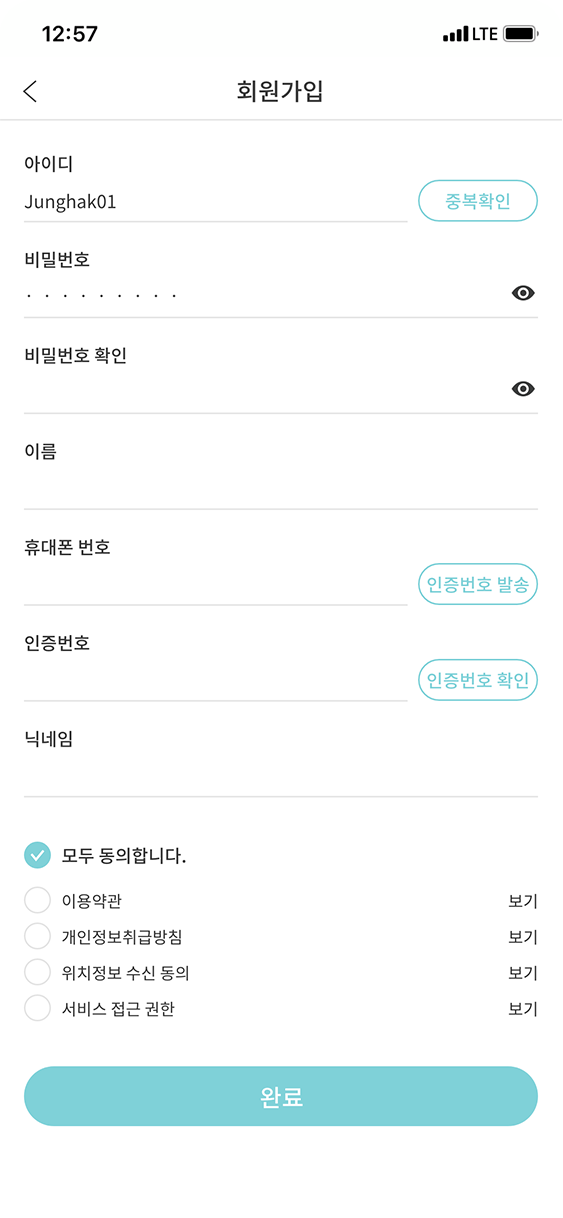 12:57 LTE
회원가입
아이디
Junghak01 중복확인
비밀번호
· · · · · · · · ·
비밀번호 확인
이름
휴대폰 번호
인증번호 발송
인증번호
인증번호 확인
닉네임
모두 동의합니다.
이용약관 보기
개인정보취급방침 보기
위치정보 수신 동의 보기
서비스 접근 권한 보기
완료